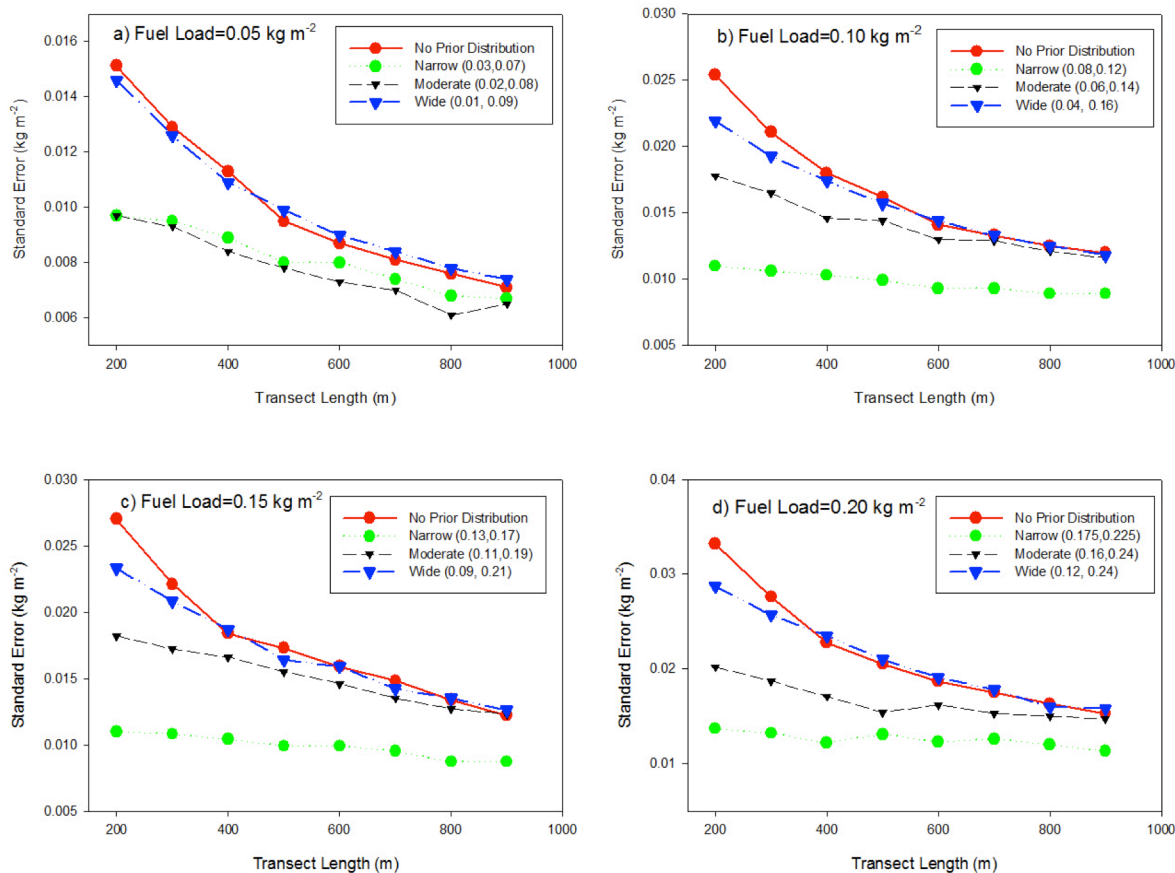 a) Fuel Load=0.05 kg m-2
No Prior Distribution
Narrow (0.03,0.07)
Moderate (0.02,0.08)
Wide (0.01, 0.09)
Standard Error (kg m-2)
0.016
0.014
0.012
0.010
0.008
0.006
200
400
600
800
1000
Transect Length (m)
b) Fuel Load=0.10 kg m-2
No Prior Distribution
Narrow (0.08,0.12)
Moderate (0.06,0.14)
Wide (0.04, 0.16)
Standard Error (kg m-2)
0.030
0.025
0.020
0.015
0.010
0.005
200
400
600
800
1000
Transect Length (m)
c) Fuel Load=0.15 kg m-2
No Prior Distribution
Narrow (0.13,0.17)
Moderate (0.11,0.19)
Wide (0.09, 0.21)
Standard Error (kg m-2)
0.030
0.025
0.020
0.015
0.010
0.005
200
400
600
800
1000
Transect Length (m)
d) Fuel Load=0.20 kg m-2
No Prior Distribution
Narrow (0.175,0.225)
Moderate (0.16,0.24)
Wide (0.12, 0.24)
Standard Error (kg m-2)
0.04
0.03
0.02
0.01
200
400
600
800
1000
Transect Length (m)